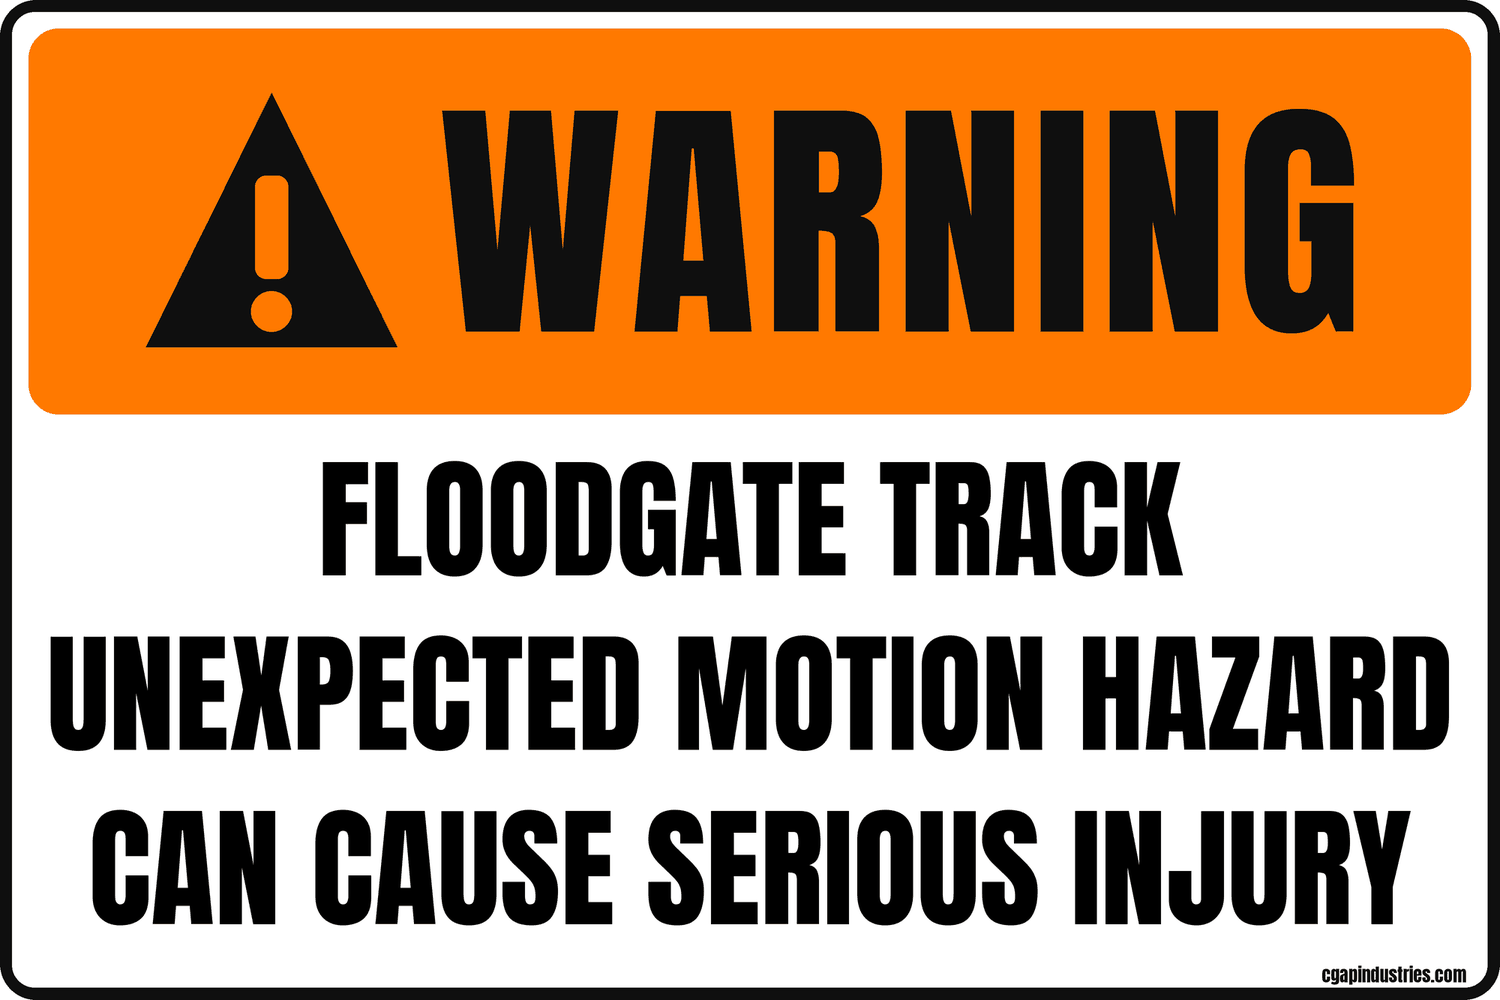 WARNING
FLOODGATE TRACK
UNEXPECTED MOTION HAZARD
CAN CAUSE SERIOUS INJURY
cgapindustries.com